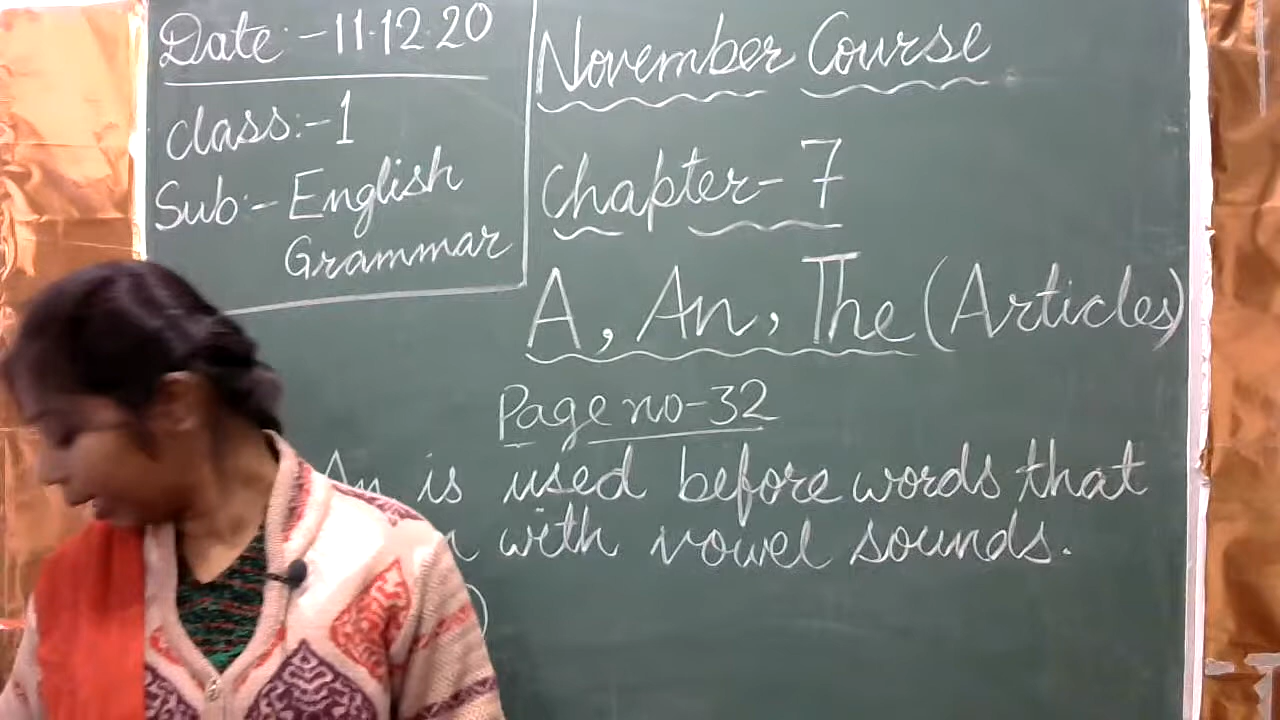 Date:-11.12.20
class:-1
Sub:- English
Grammar
November Course
Chapter-7
A, An, The (Articles)
Page no-32
An is used before words that
with vowel sounds.